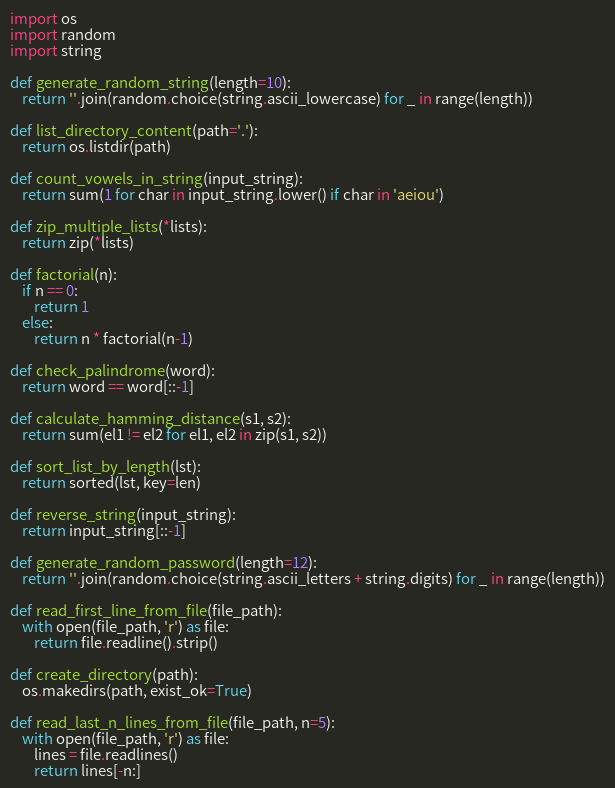 import os
import random
import string

def generate_random_string(length=10):
    return ''.join(random.choice(string.ascii_lowercase) for _ in range(length))

def list_directory_content(path='.'):
    return os.listdir(path)

def count_vowels_in_string(input_string):
    return sum(1 for char in input_string.lower() if char in 'aeiou')

def zip_multiple_lists(*lists):
    return zip(*lists)

def factorial(n):
    if n == 0:
        return 1
    else:
        return n * factorial(n-1)

def check_palindrome(word):
    return word == word[::-1]

def calculate_hamming_distance(s1, s2):
    return sum(el1 != el2 for el1, el2 in zip(s1, s2))

def sort_list_by_length(lst):
    return sorted(lst, key=len)

def reverse_string(input_string):
    return input_string[::-1]

def generate_random_password(length=12):
    return ''.join(random.choice(string.ascii_letters + string.digits) for _ in range(length))

def read_first_line_from_file(file_path):
    with open(file_path, 'r') as file:
        return file.readline().strip()

def create_directory(path):
    os.makedirs(path, exist_ok=True)

def read_last_n_lines_from_file(file_path, n=5):
    with open(file_path, 'r') as file:
        lines = file.readlines()
        return lines[-n:]